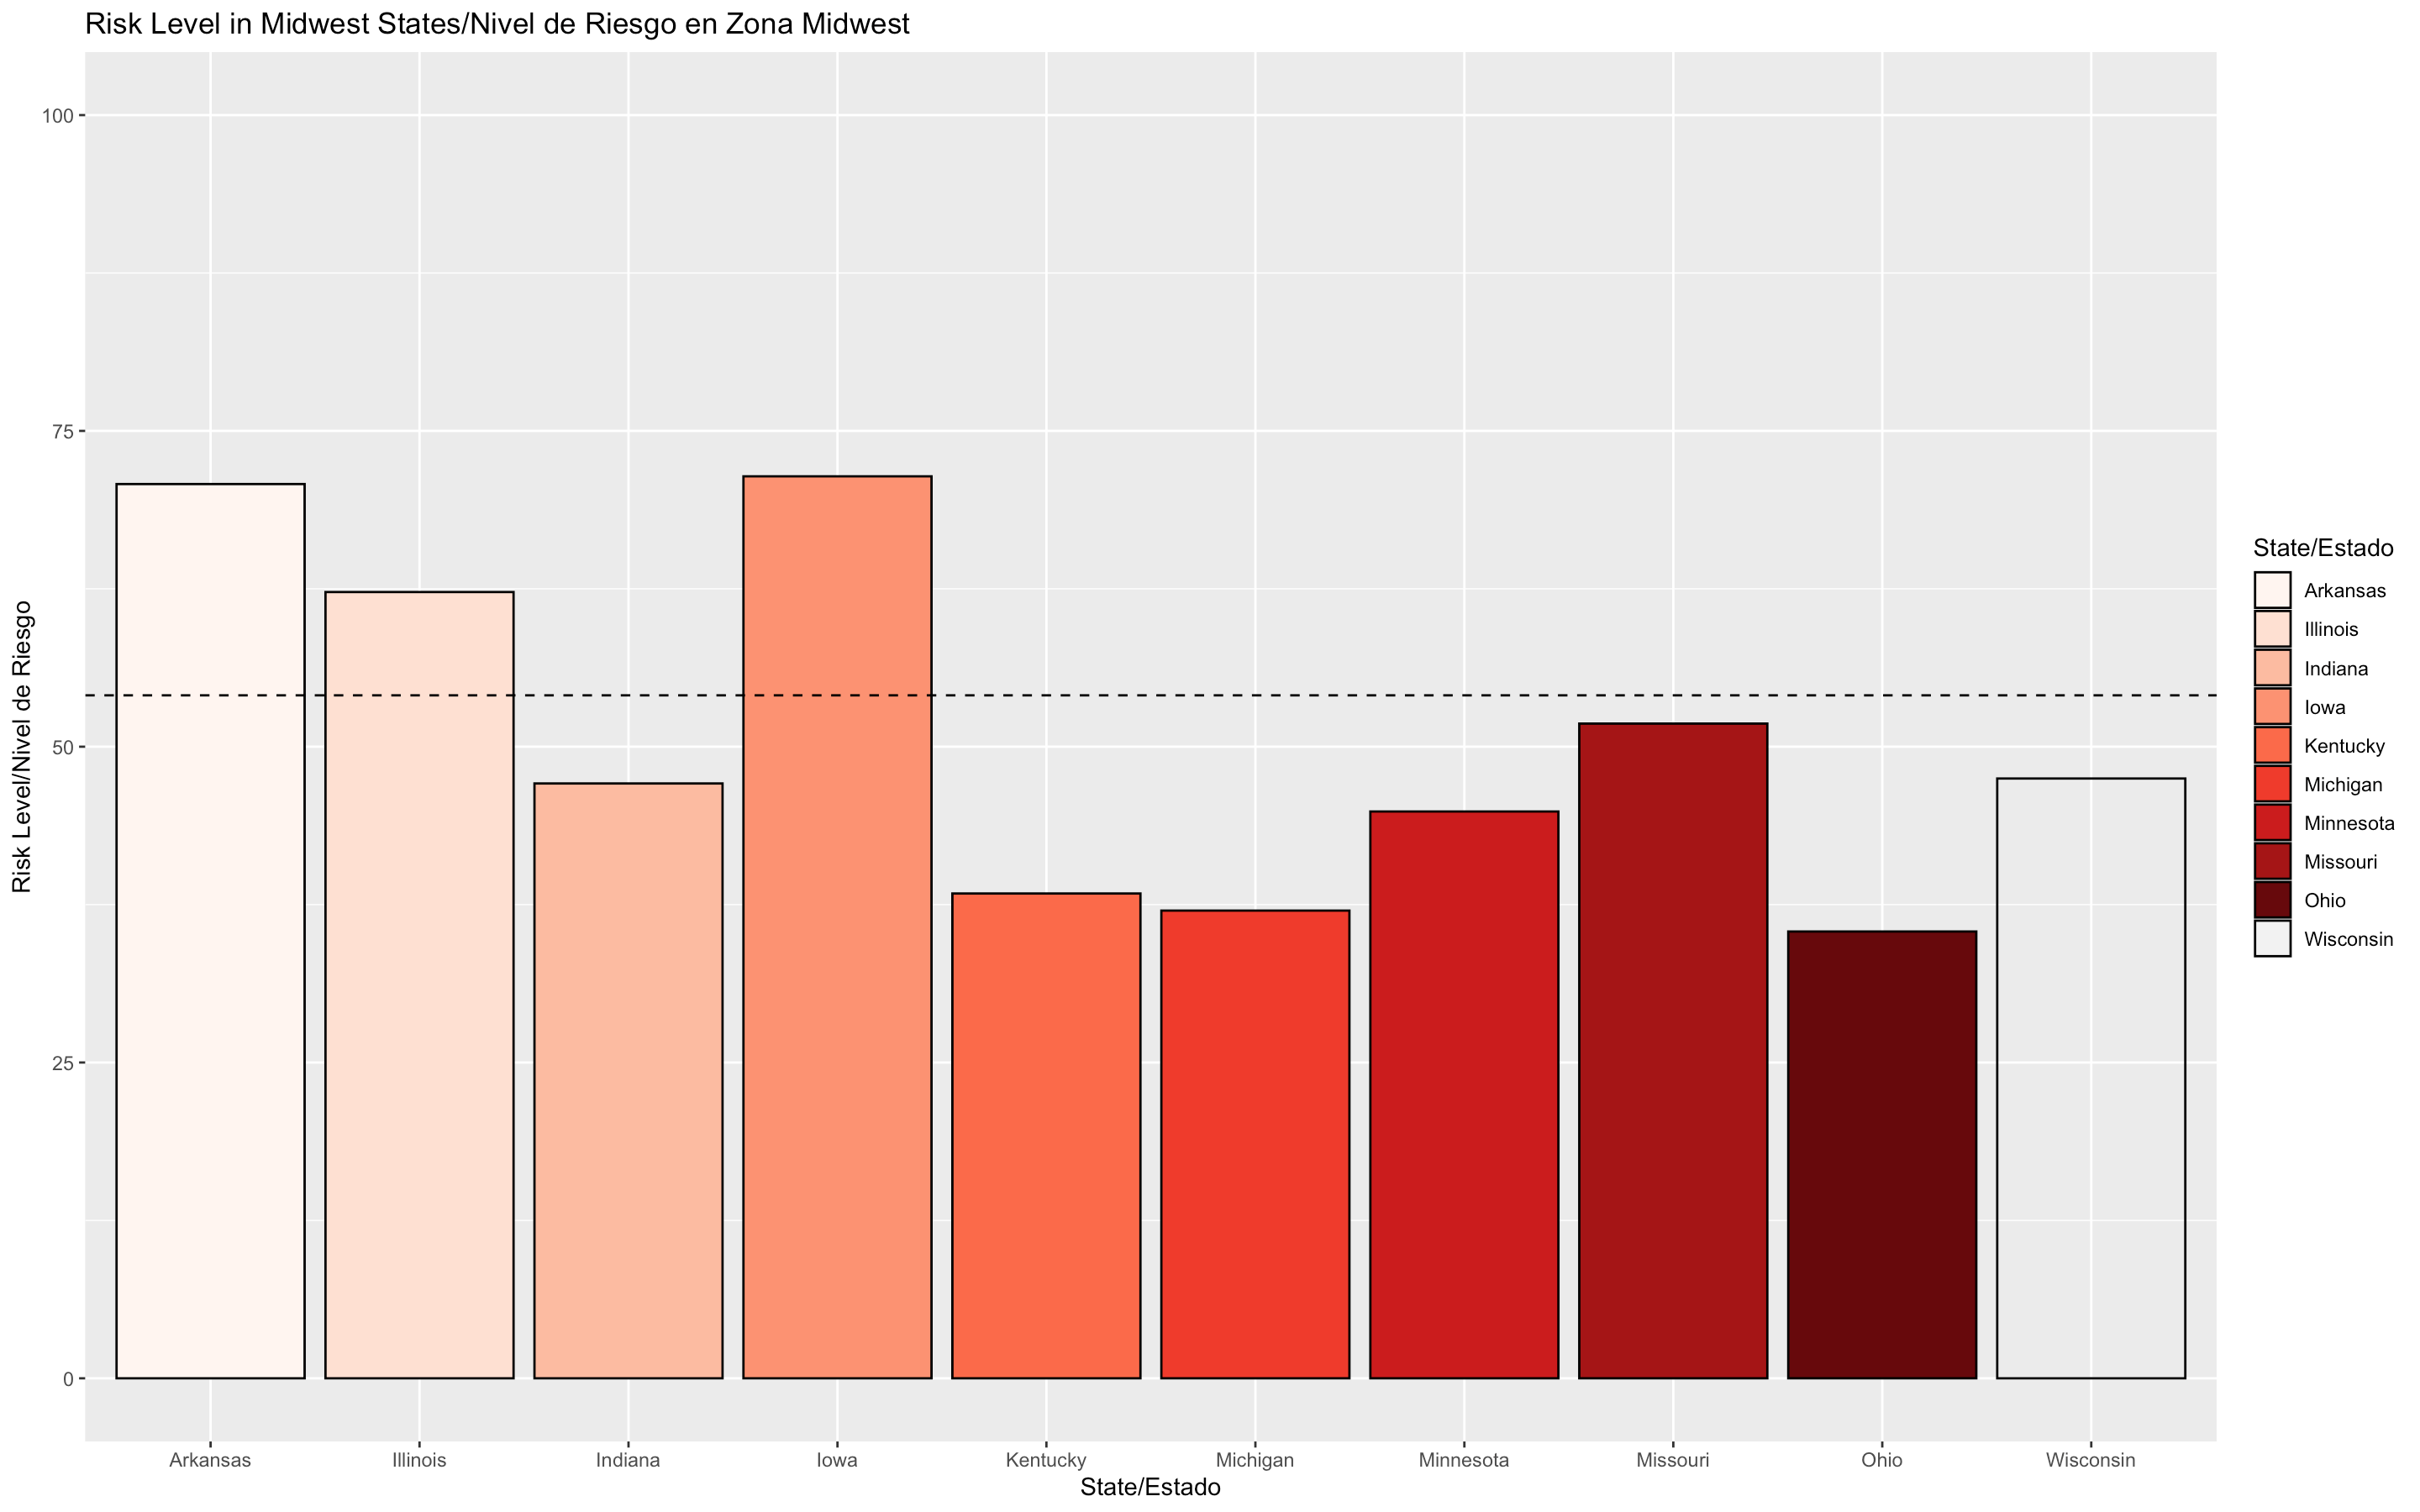 Risk Level in Midwest States/Nivel de Riesgo en Zona Midwest
Risk Level/Nivel de Riesgo
100
75
50
25
0
Arkansas
Illinois
Indiana
Iowa
Kentucky
Michigan
Minnesota
Missouri
Ohio
Wisconsin
State/Estado
State/Estado
Arkansas
Illinois
Indiana
Iowa
Kentucky
Michigan
Minnesota
Missouri
Ohio
Wisconsin